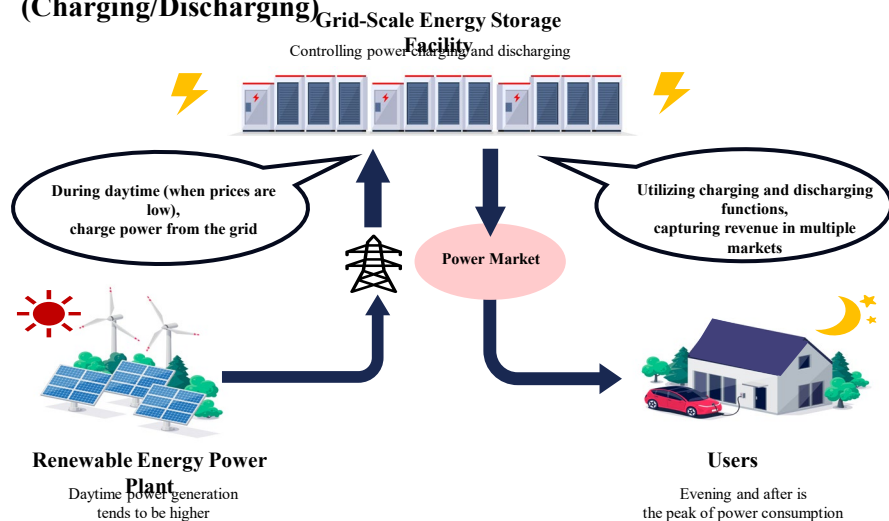 (Charging/Discharging)
Grid-Scale Energy Storage
Facility
Controlling power charging and discharging
During daytime (when prices are
low),
charge power from the grid
Utilizing charging and discharging
functions,
capturing revenue in multiple
markets
Power Market
Renewable Energy Power
Plant
Daytime power generation
tends to be higher
Users
Evening and after is
the peak of power consumption